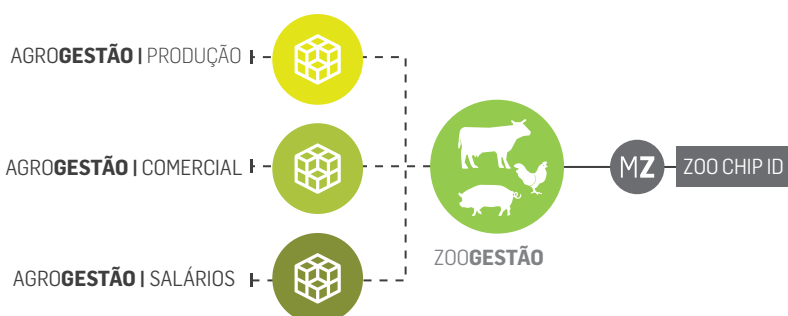 AGROGESTÃO | PRODUÇÃO
AGROGESTÃO | COMERCIAL
MZ
ZOO CHIP ID
ZOOGESTÃO
AGROGESTÃO | SALÁRIOS